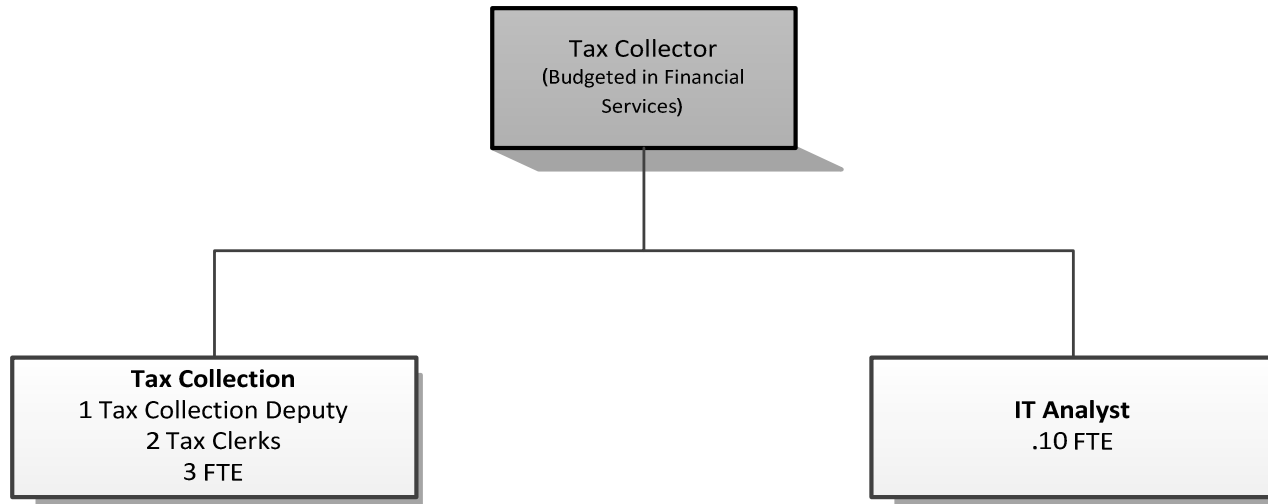 Tax Collector
(Budgeted in Financial
Services)
Tax Collection
1 Tax Collection Deputy
2 Tax Clerks
3 FTE
IT Analyst
.10 FTE